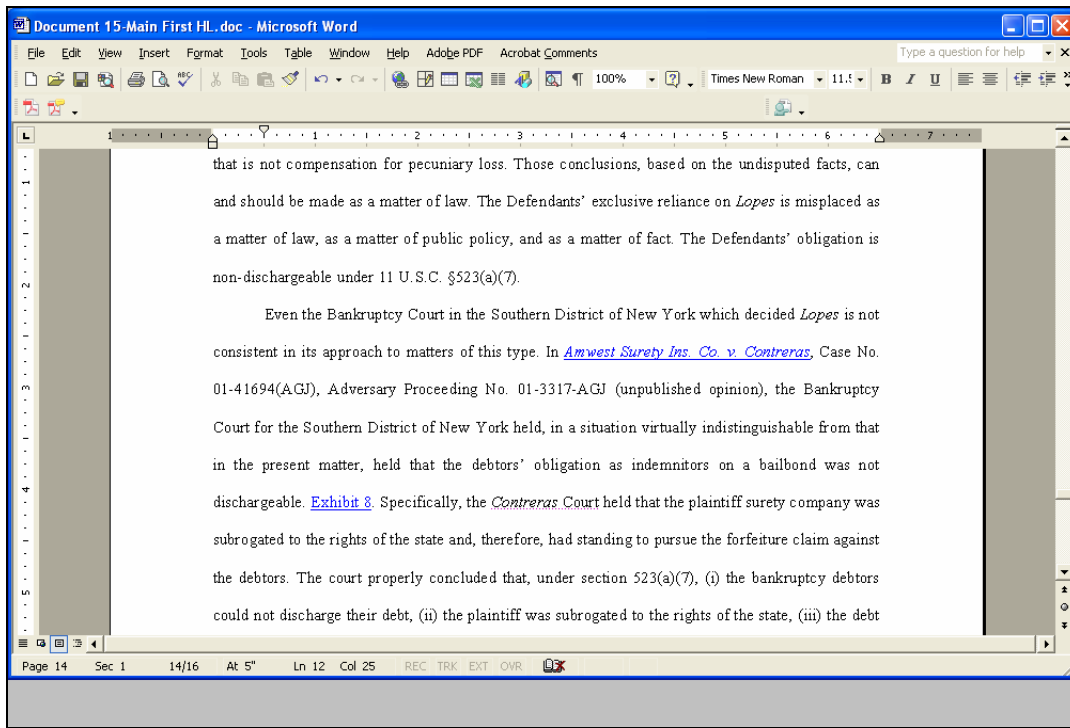 Document 15-Main First HL.doc - Microsoft Word
File Edit View Insert Format Tools Table Window Help Adobe PDF Acrobat Comments Type a question for help
100% Times New Roman B I U
1 1 2 3 4 5 6 7
that is not compensation for pecuniary loss. Those conclusions, based on the undisputed facts, can
and should be made as a matter of law. The Defendants' exclusive reliance on Lopes is misplaced as
a matter of law, as a matter of public policy, and as a matter of fact. The Defendants' obligation is
non-dischargeable under 11 U.S.C. §523(a)(7).
Even the Bankruptcy Court in the Southern District of New York which decided Lopes is not
consistent in its approach to matters of this type. In Amwest Surety Ins. Co. v. Contreras, Case No.
01-41694(AGJ), Adversary Proceeding No. 01-3317-AGJ (unpublished opinion), the Bankruptcy
Court for the Southern District of New York held, in a situation virtually indistinguishable from that
in the present matter, held that the debtors' obligation as indemnitors on a bailbond was not
dischargeable. Exhibit 8. Specifically, the Contreras Court held that the plaintiff surety company was
subrogated to the rights of the state and, therefore, had standing to pursue the forfeiture claim against
the debtors. The court properly concluded that, under section 523(a)(7), (i) the bankruptcy debtors
could not discharge their debt, (ii) the plaintiff was subrogated to the rights of the state, (iii) the debt
Page 14 Sec 1 14/16 At 5" Ln 12 Col 25 REC TRK EXT OVR